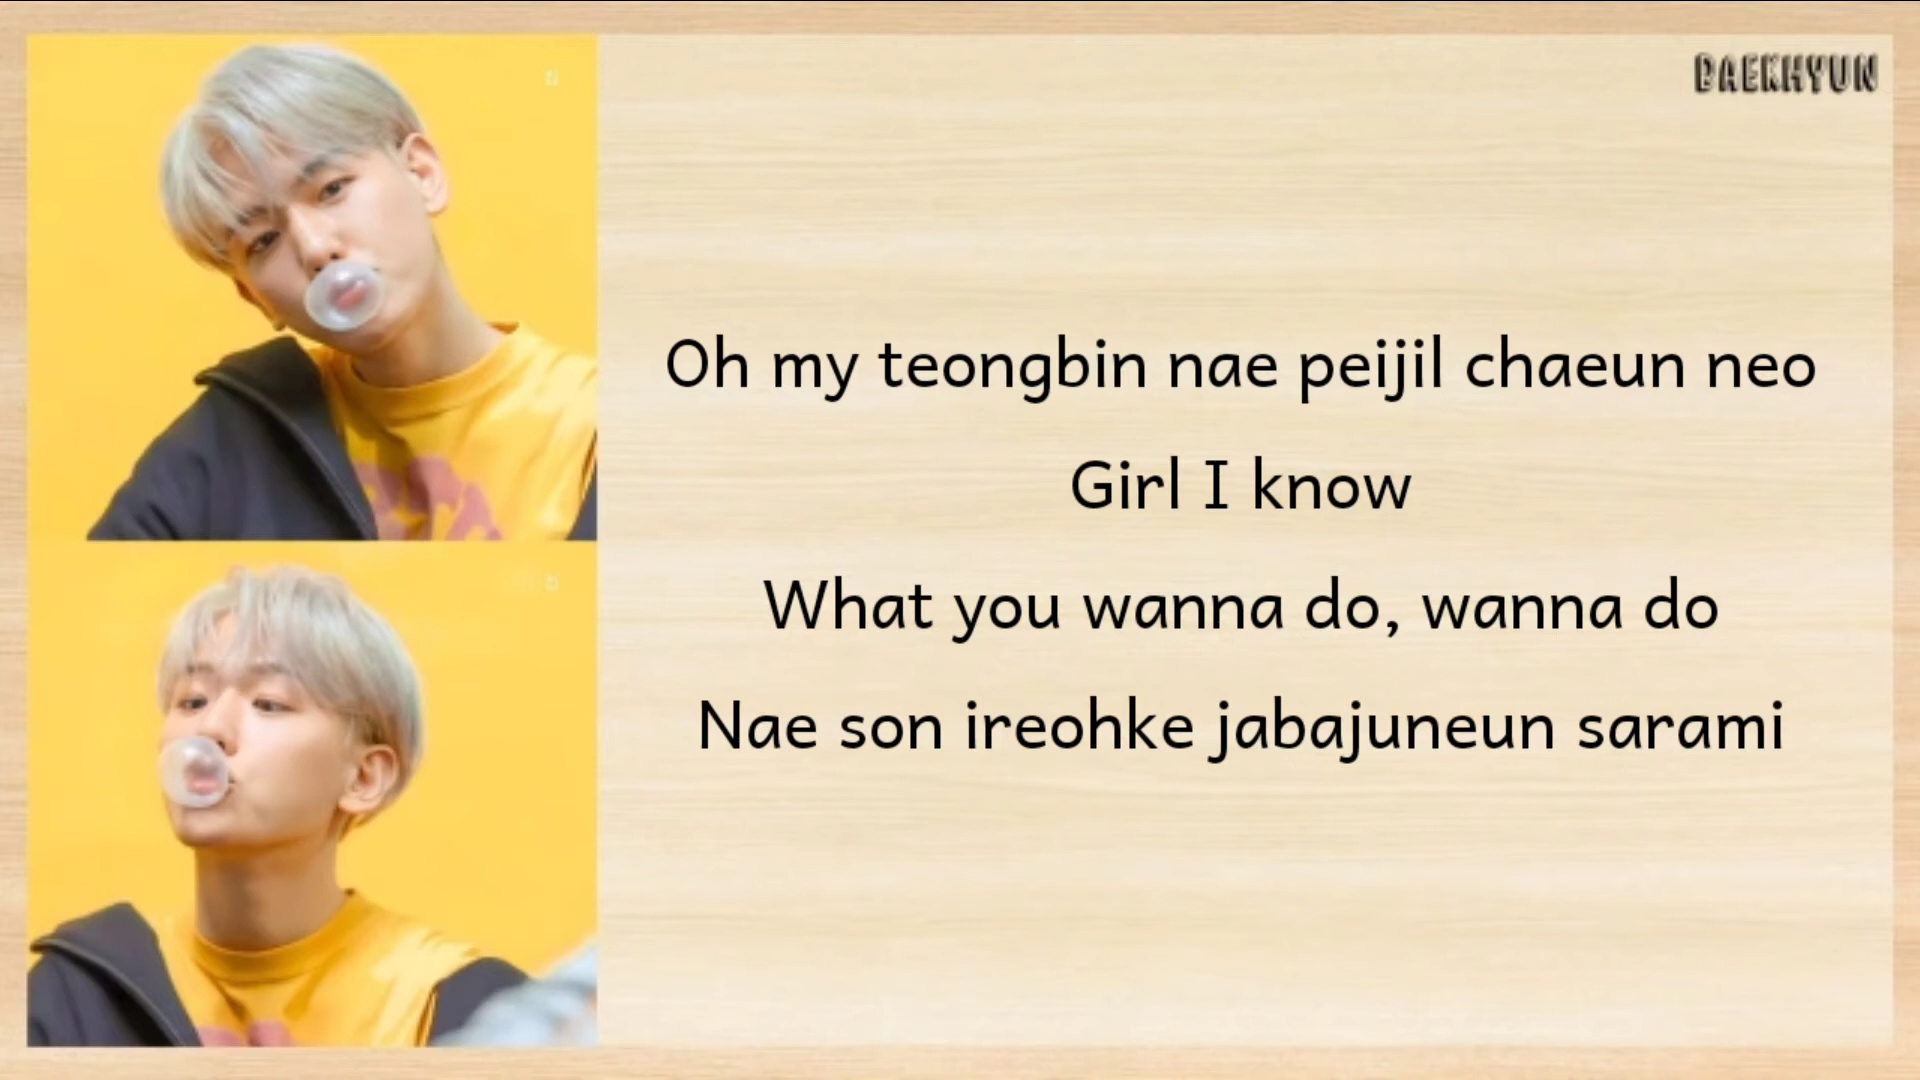 BAEKHYUN
Oh my teongbin nae peijil chaeun neo
Girl I know
What you wanna do, wanna do
Nae son ireohke jabajuneun sarami